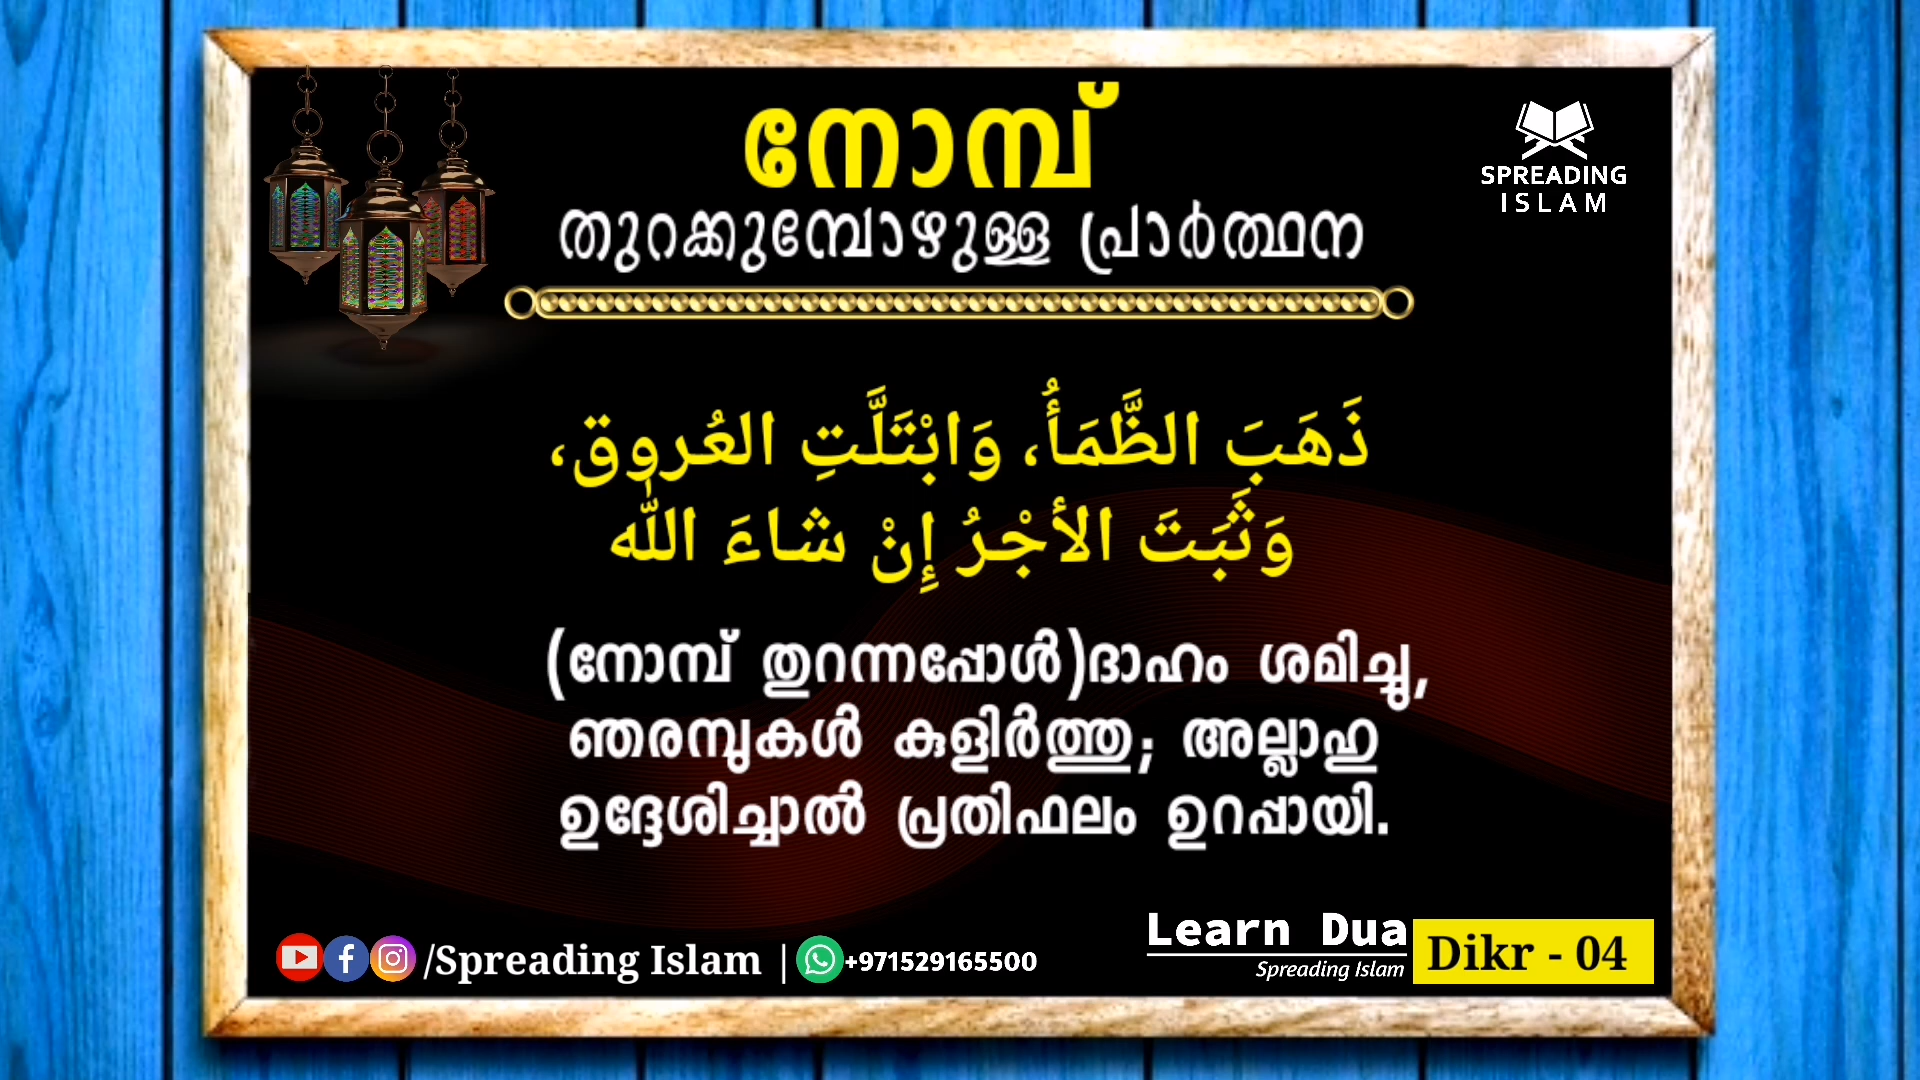 നോമ്പ്
തുറക്കുമ്പോഴുള്ള പ്രാർത്ഥന
SPREADING
ISLAM
ذَهَبَ الظَّمَأُ، وَابْتَلَّتِ العُروق،
وَثَبَتَ الأجْرُ إِنْ شاءَ الله
(നോമ്പ് തുറന്നപ്പോൾ)ദാഹം ശമിച്ചു,
ഞരമ്പുകൾ കുളിർത്തു; അല്ലാഹു
ഉദ്ദേശിച്ചാൽ പ്രതിഫലം ഉറപ്പായി.
/Spreading Islam | +971529165500
Learn Dua
Spreading Islam
Dikr - 04